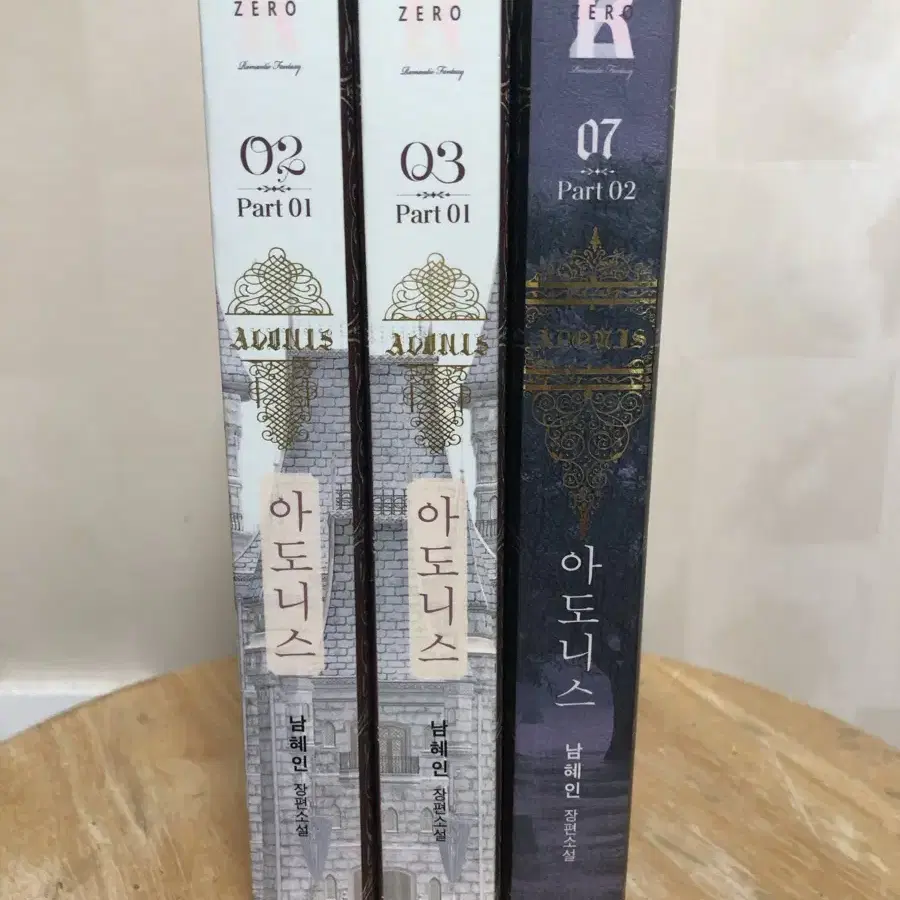 ZERO
Romantic Fantasy
02
Part 01
ADONIS
아도니스
남혜인 장편소설
ZERO
Romantic Fantasy
03
Part 01
ADONIS
아도니스
남혜인 장편소설
ZERO
Romantic Fantasy
07
Part 02
ADONIS
아도니스
남혜인 장편소설